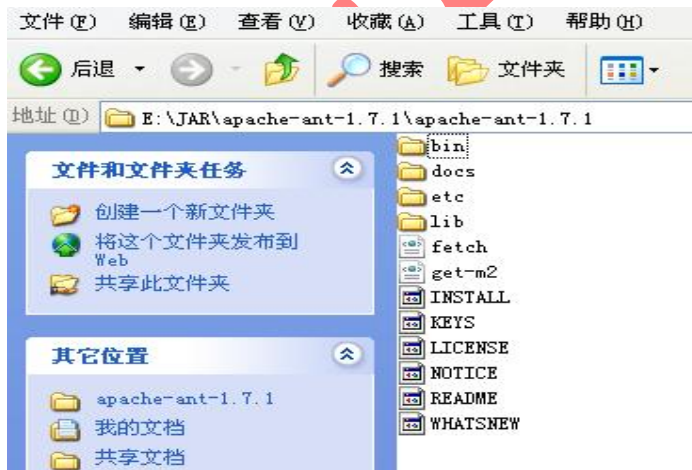 文件(F) 编辑(E) 查看(V) 收藏(A) 工具(T) 帮助(H)
后退 搜索 文件夹
地址(D) E:\JAR\apache-ant-1.7.1\apache-ant-1.7.1
文件和文件夹任务
创建一个新文件夹
将这个文件夹发布到
Web
共享此文件夹
其它位置
apache-ant-1.7.1
我的文档
共享文档
bin
docs
etc
lib
fetch
get-m2
INSTALL
KEYS
LICENSE
NOTICE
README
WHATSNEW